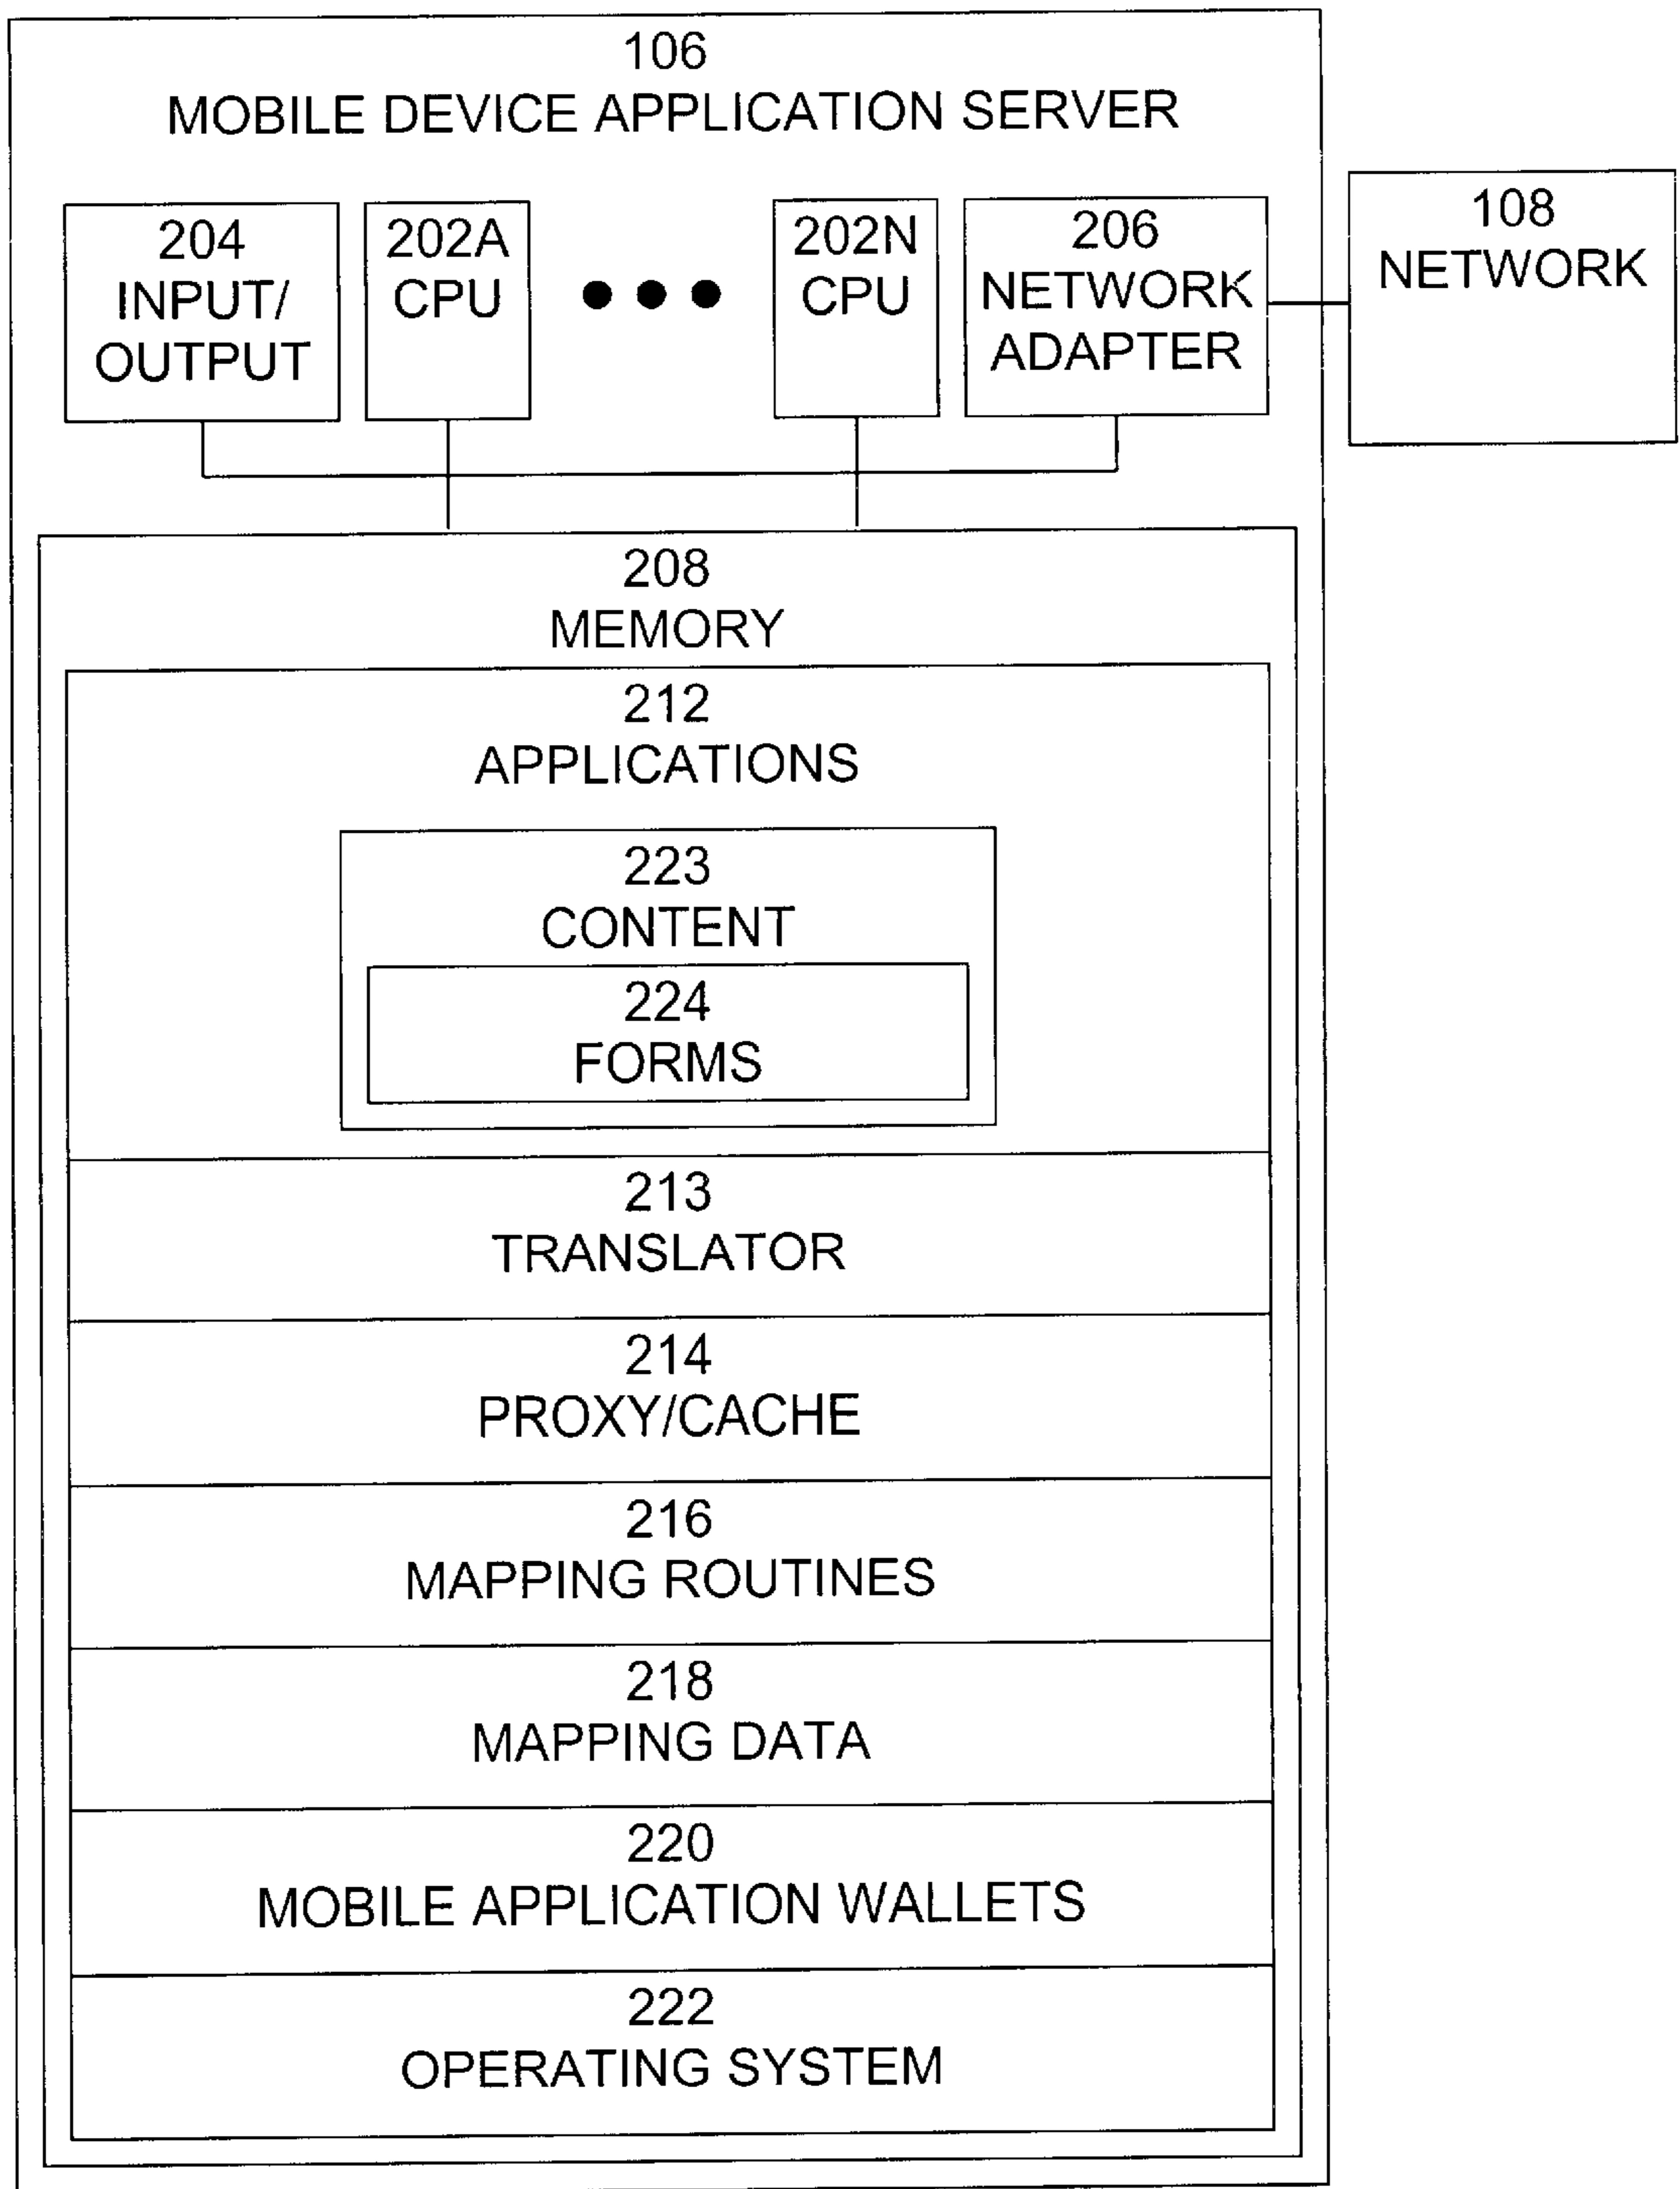 106
MOBILE DEVICE APPLICATION SERVER
204
INPUT/
OUTPUT
202A
CPU
202N
CPU
206
NETWORK
ADAPTER
108
NETWORK
208
MEMORY
212
APPLICATIONS
223
CONTENT
224
FORMS
213
TRANSLATOR
214
PROXY/CACHE
216
MAPPING ROUTINES
218
MAPPING DATA
220
MOBILE APPLICATION WALLETS
222
OPERATING SYSTEM